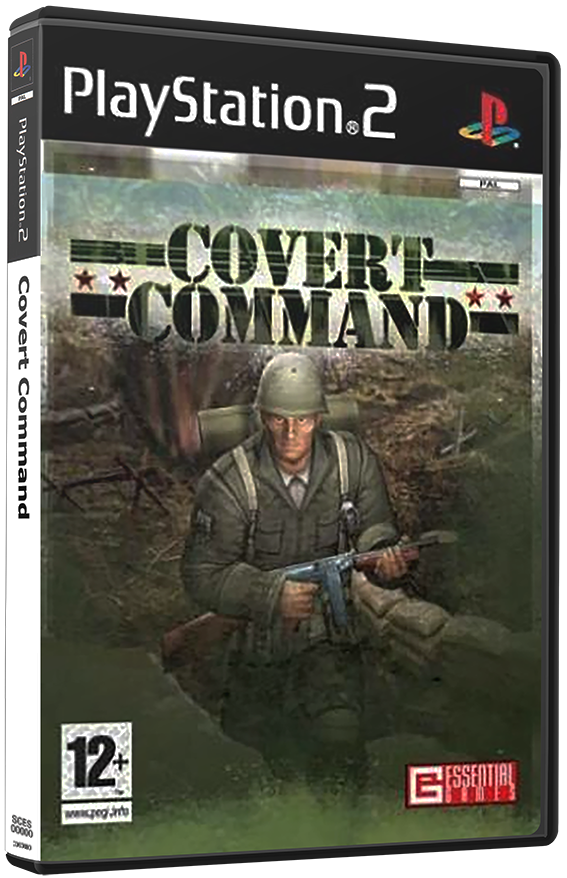 PlayStation®2
PAL
COVERT
COMMAND
12+
www.pegi.info
ESSENTIAL
GAMES
PAL
PlayStation®2
Covert Command
SCES
00000